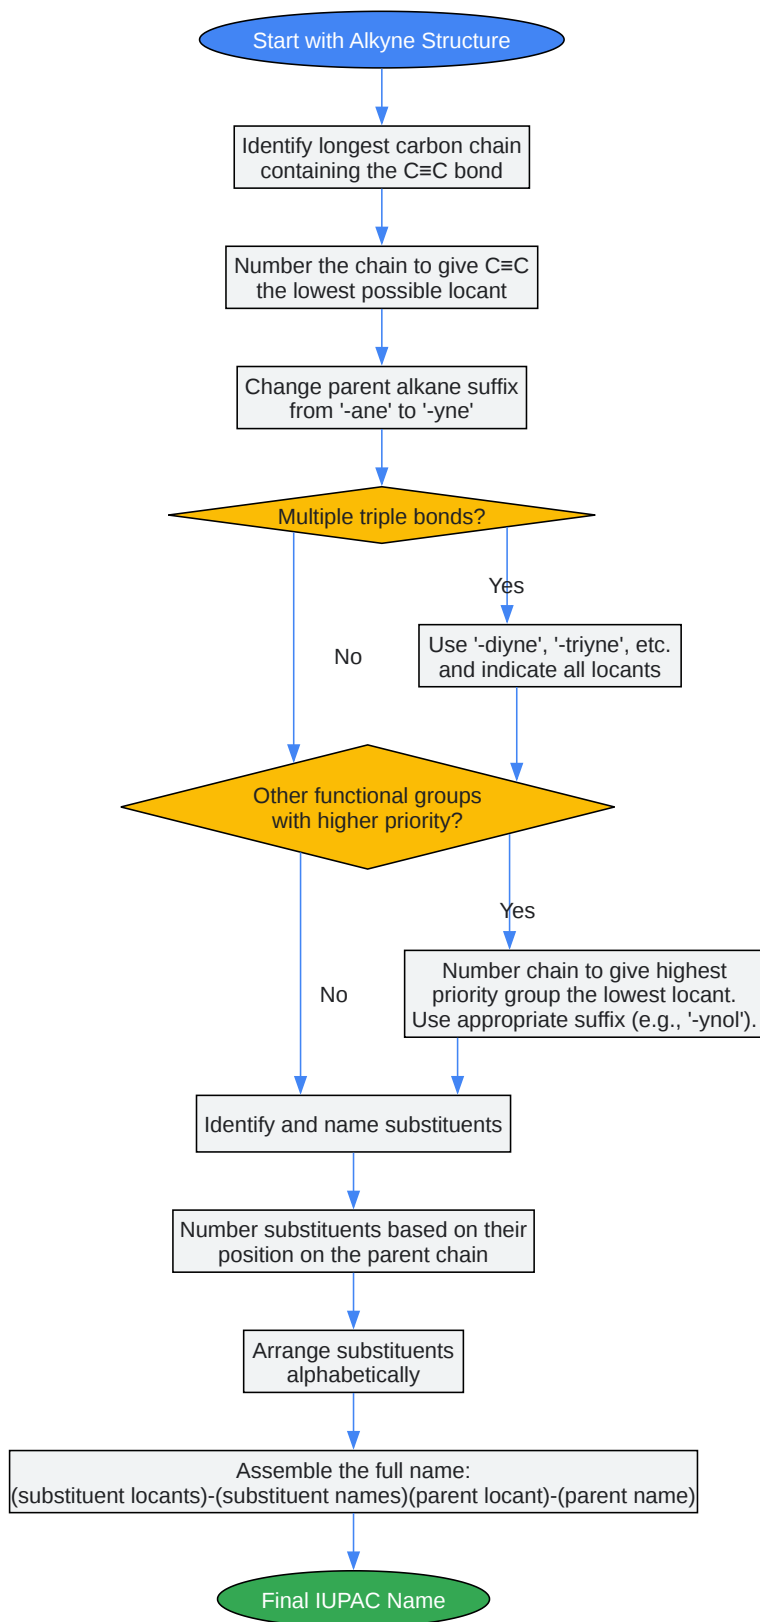 Start with Alkyne Structure
Identify longest carbon chain
containing the C≡C bond
Number the chain to give C≡C
the lowest possible locant
Change parent alkane suffix
from '-ane' to '-yne'
Multiple triple bonds?
Yes
Use '-diyne', '-triyne', etc.
and indicate all locants
No
Other functional groups
with higher priority?
Yes
Number chain to give highest
priority group the lowest locant.
Use appropriate suffix (e.g., '-ynol').
No
Identify and name substituents
Number substituents based on their
position on the parent chain
Arrange substituents
alphabetically
Assemble the full name:
(substituent locants)-(substituent names)(parent locant)-(parent name)
Final IUPAC Name